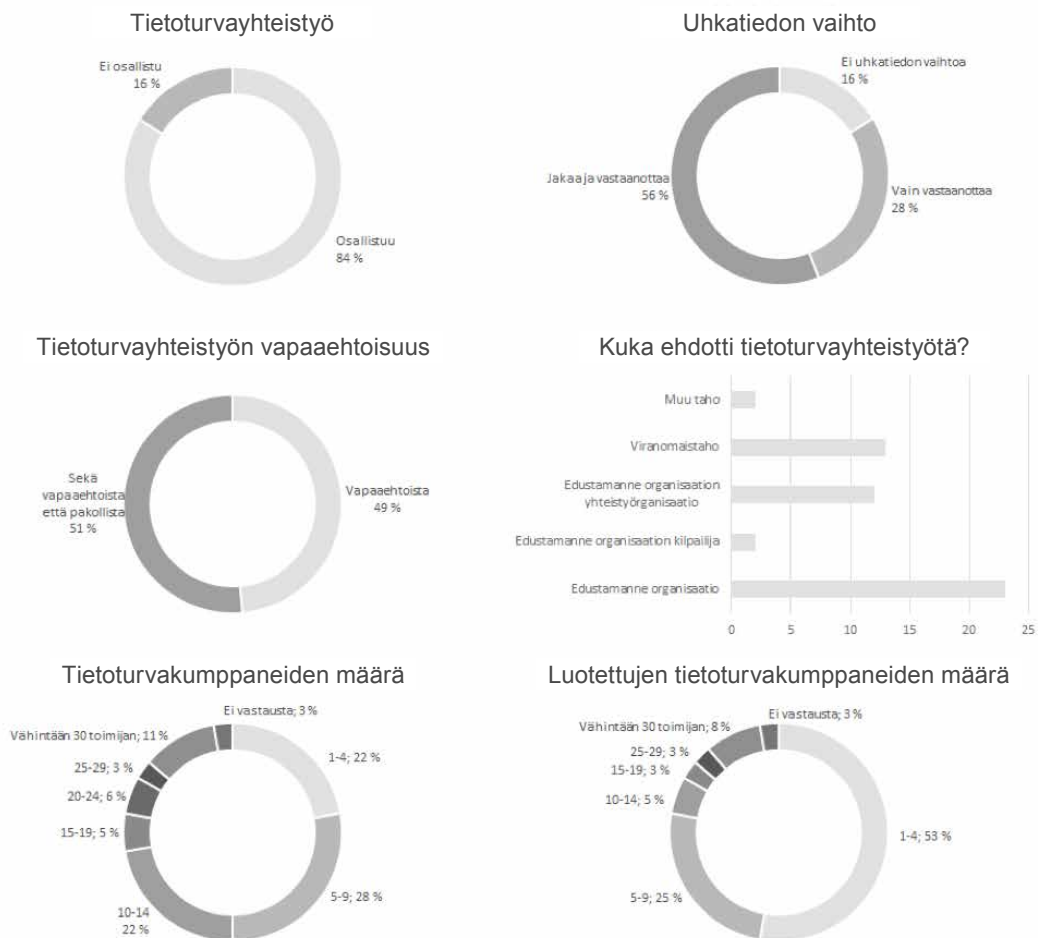 Tietoturvayhteistyö
Ei osallistu
16 %
Osallistuu
84 %
Uhkatiedon vaihto
Ei uhkatiedon vaihtoa
16 %
Jakaa ja vastaanottaa
56 %
Vain vastaanottaa
28 %
Tietoturvayhteistyön vapaaehtoisuus
Sekä
vapaaehtoista
että pakollista
51 %
Vapaaehtoista
49 %
Kuka ehdotti tietoturvayhteistyötä?
Muu taho
Viranomaistaho
Edustamanne organisaation
yhteistyörganisaatio
Edustamanne organisaation kilpailija
Edustamanne organisaatio
0 5 10 15 20 25
Tietoturvakumppaneiden määrä
Ei vastausta; 3 %
Vähintään 30 toimijan; 11 %
25-29; 3 %
20-24; 6 %
15-19; 5 %
10-14
22 %
1-4; 22 %
5-9; 28 %
Luotettujen tietoturvakumppaneiden määrä
Ei vastausta; 3 %
Vähintään 30 toimijan; 8 %
25-29; 3 %
15-19; 3 %
10-14; 5 %
5-9; 25 %
1-4; 53 %